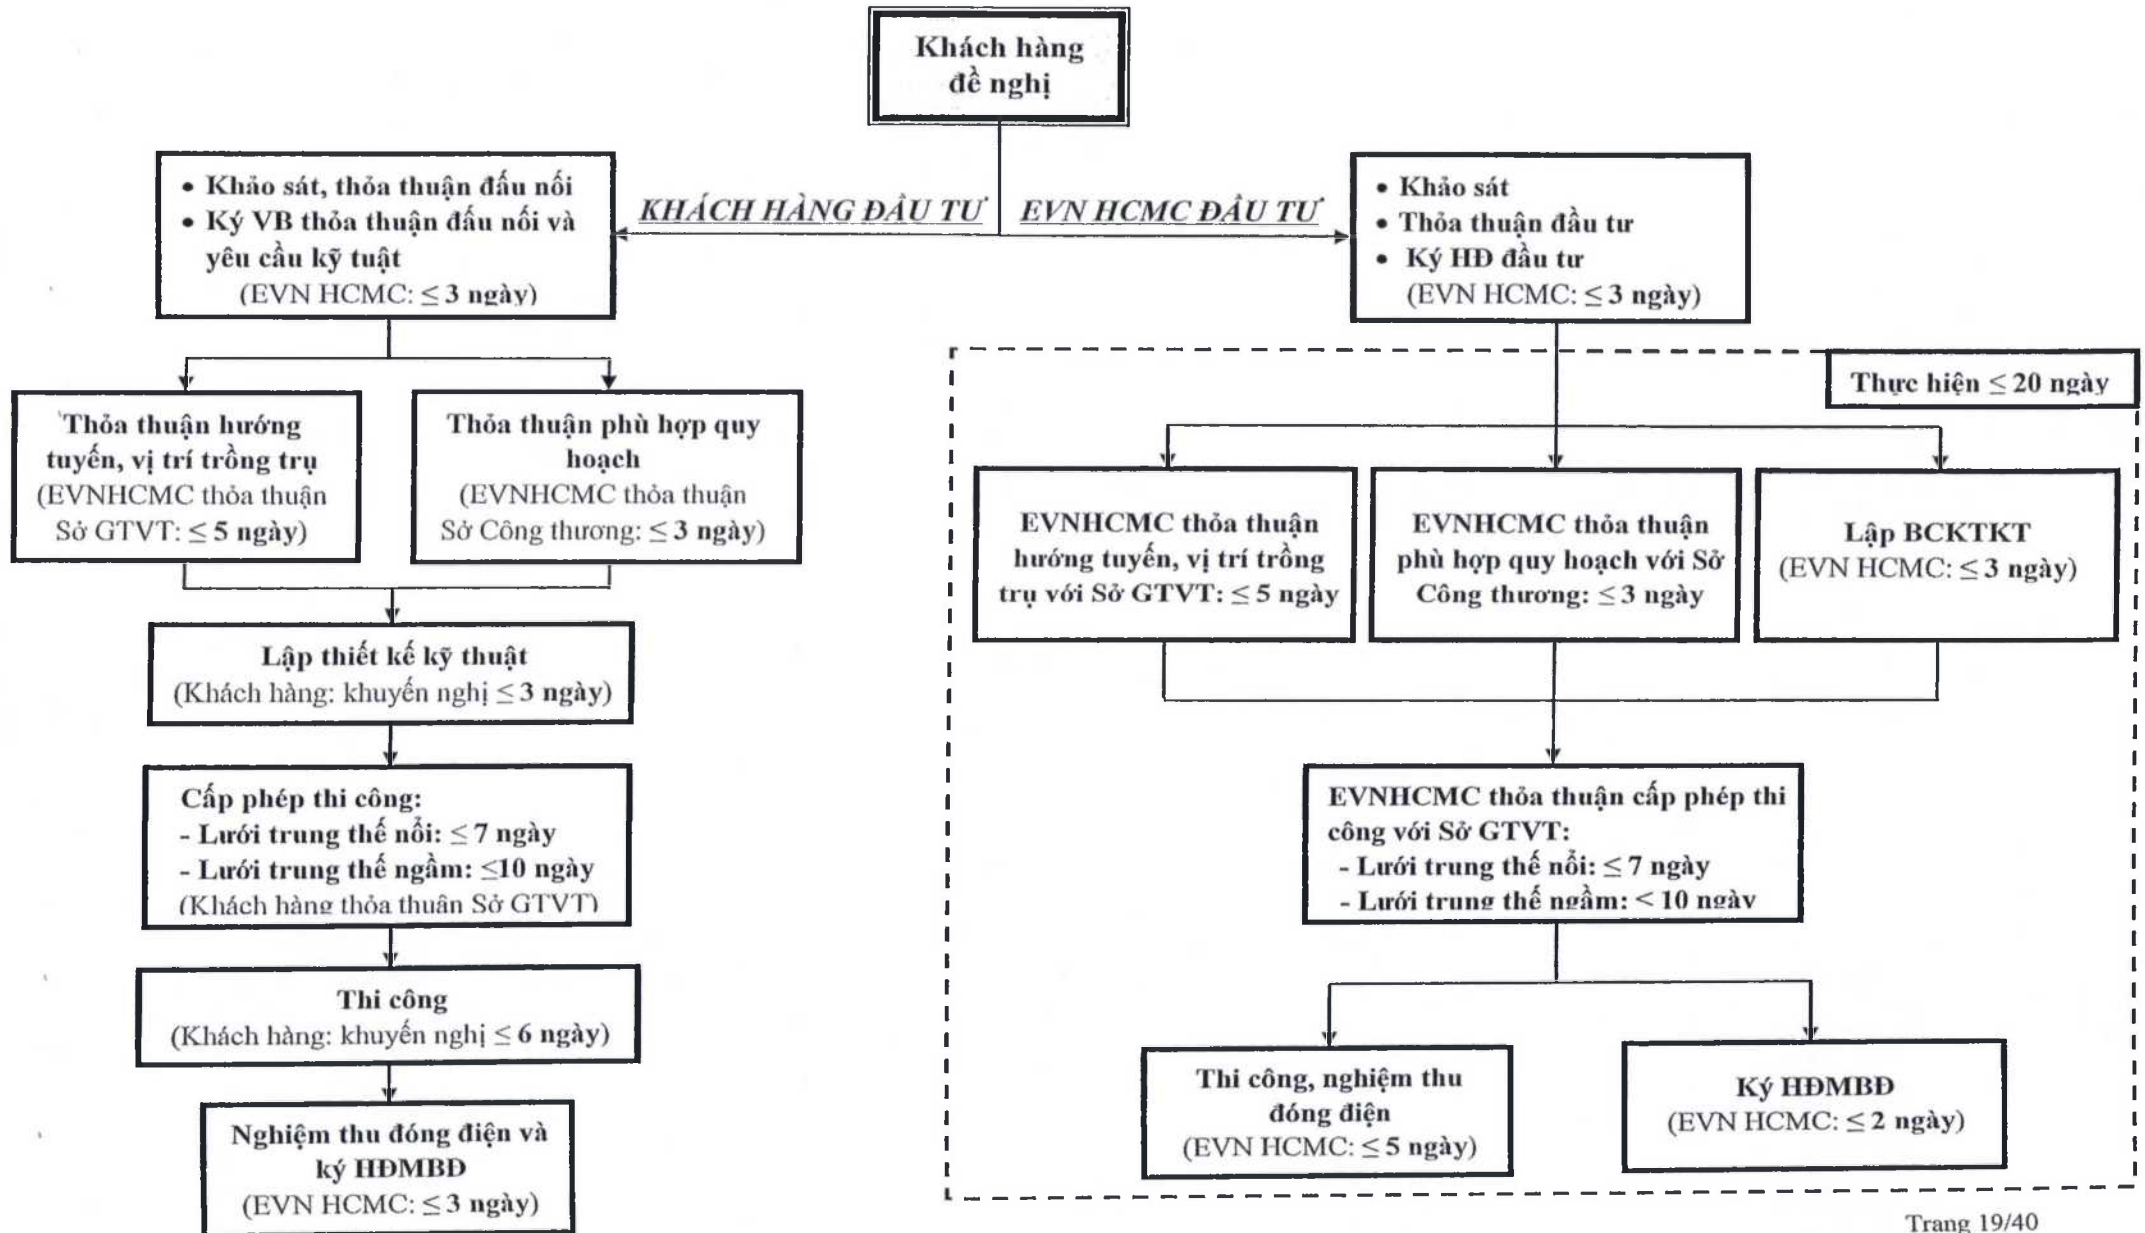 Khách hàng
đề nghị
KHÁCH HÀNG ĐẦU TƯ
EVN HCMC ĐẦU TƯ
• Khảo sát, thỏa thuận đấu nối
• Ký VB thỏa thuận đấu nối và
yêu cầu kỹ tuật
(EVN HCMC: ≤ 3 ngày)
Thỏa thuận hướng
tuyến, vị trí trồng trụ
(EVNHCMC thỏa thuận
Sở GTVT: ≤ 5 ngày)
Thỏa thuận phù hợp quy
hoạch
(EVNHCMC thỏa thuận
Sở Công thương: ≤ 3 ngày)
Lập thiết kế kỹ thuật
(Khách hàng: khuyến nghị ≤ 3 ngày)
Cấp phép thi công:
- Lưới trung thế nổi: ≤ 7 ngày
- Lưới trung thế ngầm: ≤10 ngày
(Khách hàng thỏa thuận Sở GTVT)
Thi công
(Khách hàng: khuyến nghị ≤ 6 ngày)
Nghiệm thu đóng điện và
ký HĐMBĐ
(EVN HCMC: ≤ 3 ngày)
• Khảo sát
• Thỏa thuận đầu tư
• Ký HĐ đầu tư
(EVN HCMC: ≤ 3 ngày)
Thực hiện ≤ 20 ngày
EVNHCMC thỏa thuận
hướng tuyến, vị trí trồng
trụ với Sở GTVT: ≤ 5 ngày
EVNHCMC thỏa thuận
phù hợp quy hoạch với Sở
Công thương: ≤ 3 ngày
Lập BCKTKT
(EVN HCMC: ≤ 3 ngày)
EVNHCMC thỏa thuận cấp phép thi
công với Sở GTVT:
- Lưới trung thế nổi: ≤ 7 ngày
- Lưới trung thế ngầm: < 10 ngày
Thi công, nghiệm thu
đóng điện
(EVN HCMC: ≤ 5 ngày)
Ký HĐMBĐ
(EVN HCMC: ≤ 2 ngày)
Trang 19/40